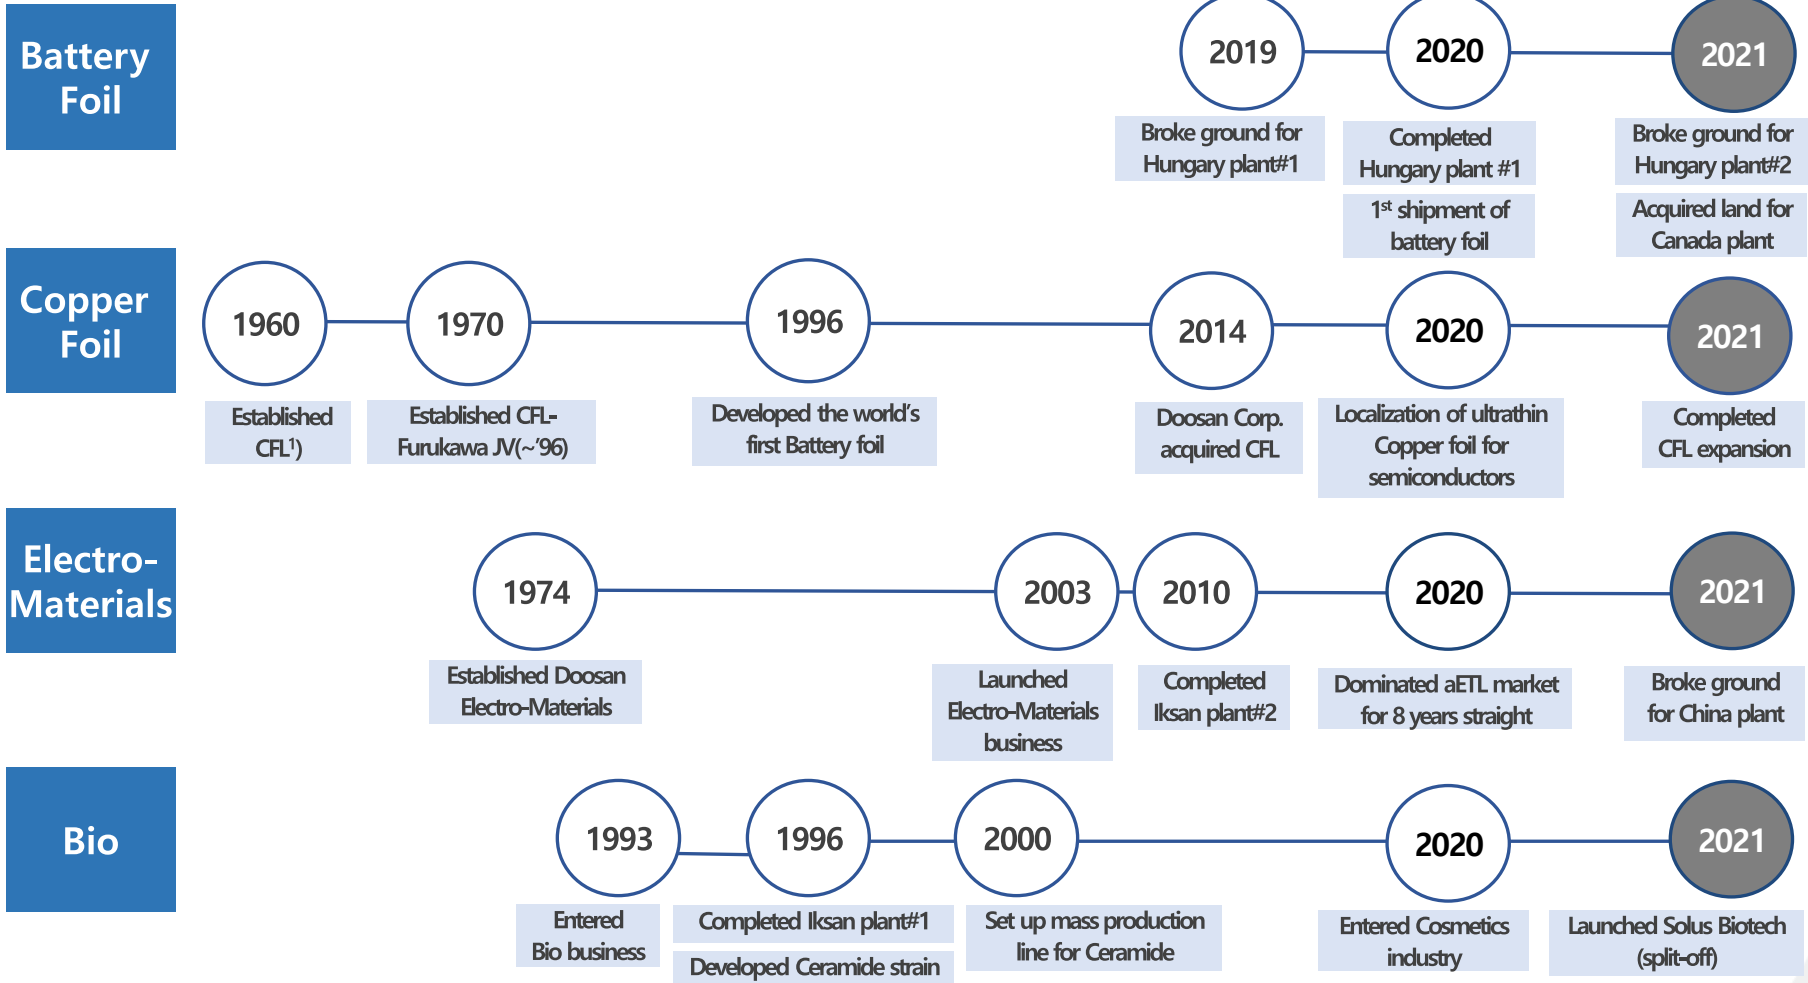 Battery
Foil
2019
2020
2021
Broke ground for
Hungary plant#1
Completed
Hungary plant #1
1st shipment of
battery foil
Broke ground for
Hungary plant#2
Acquired land for
Canada plant
Copper
Foil
1960
1970
1996
2014
2020
2021
Established
CFL¹)
Established CFL-
Furukawa JV(~'96)
Developed the world's
first Battery foil
Doosan Corp.
acquired CFL
Localization of ultrathin
Copper foil for
semiconductors
Completed
CFL expansion
Electro-
Materials
1974
2003
2010
2020
2021
Established Doosan
Electro-Materials
Launched
Electro-Materials
business
Completed
Iksan plant#2
Dominated aETL market
for 8 years straight
Broke ground
for China plant
Bio
1993
1996
2000
2020
2021
Entered
Bio business
Completed Iksan plant#1
Developed Ceramide strain
Set up mass production
line for Ceramide
Entered Cosmetics
industry
Launched Solus Biotech
(split-off)